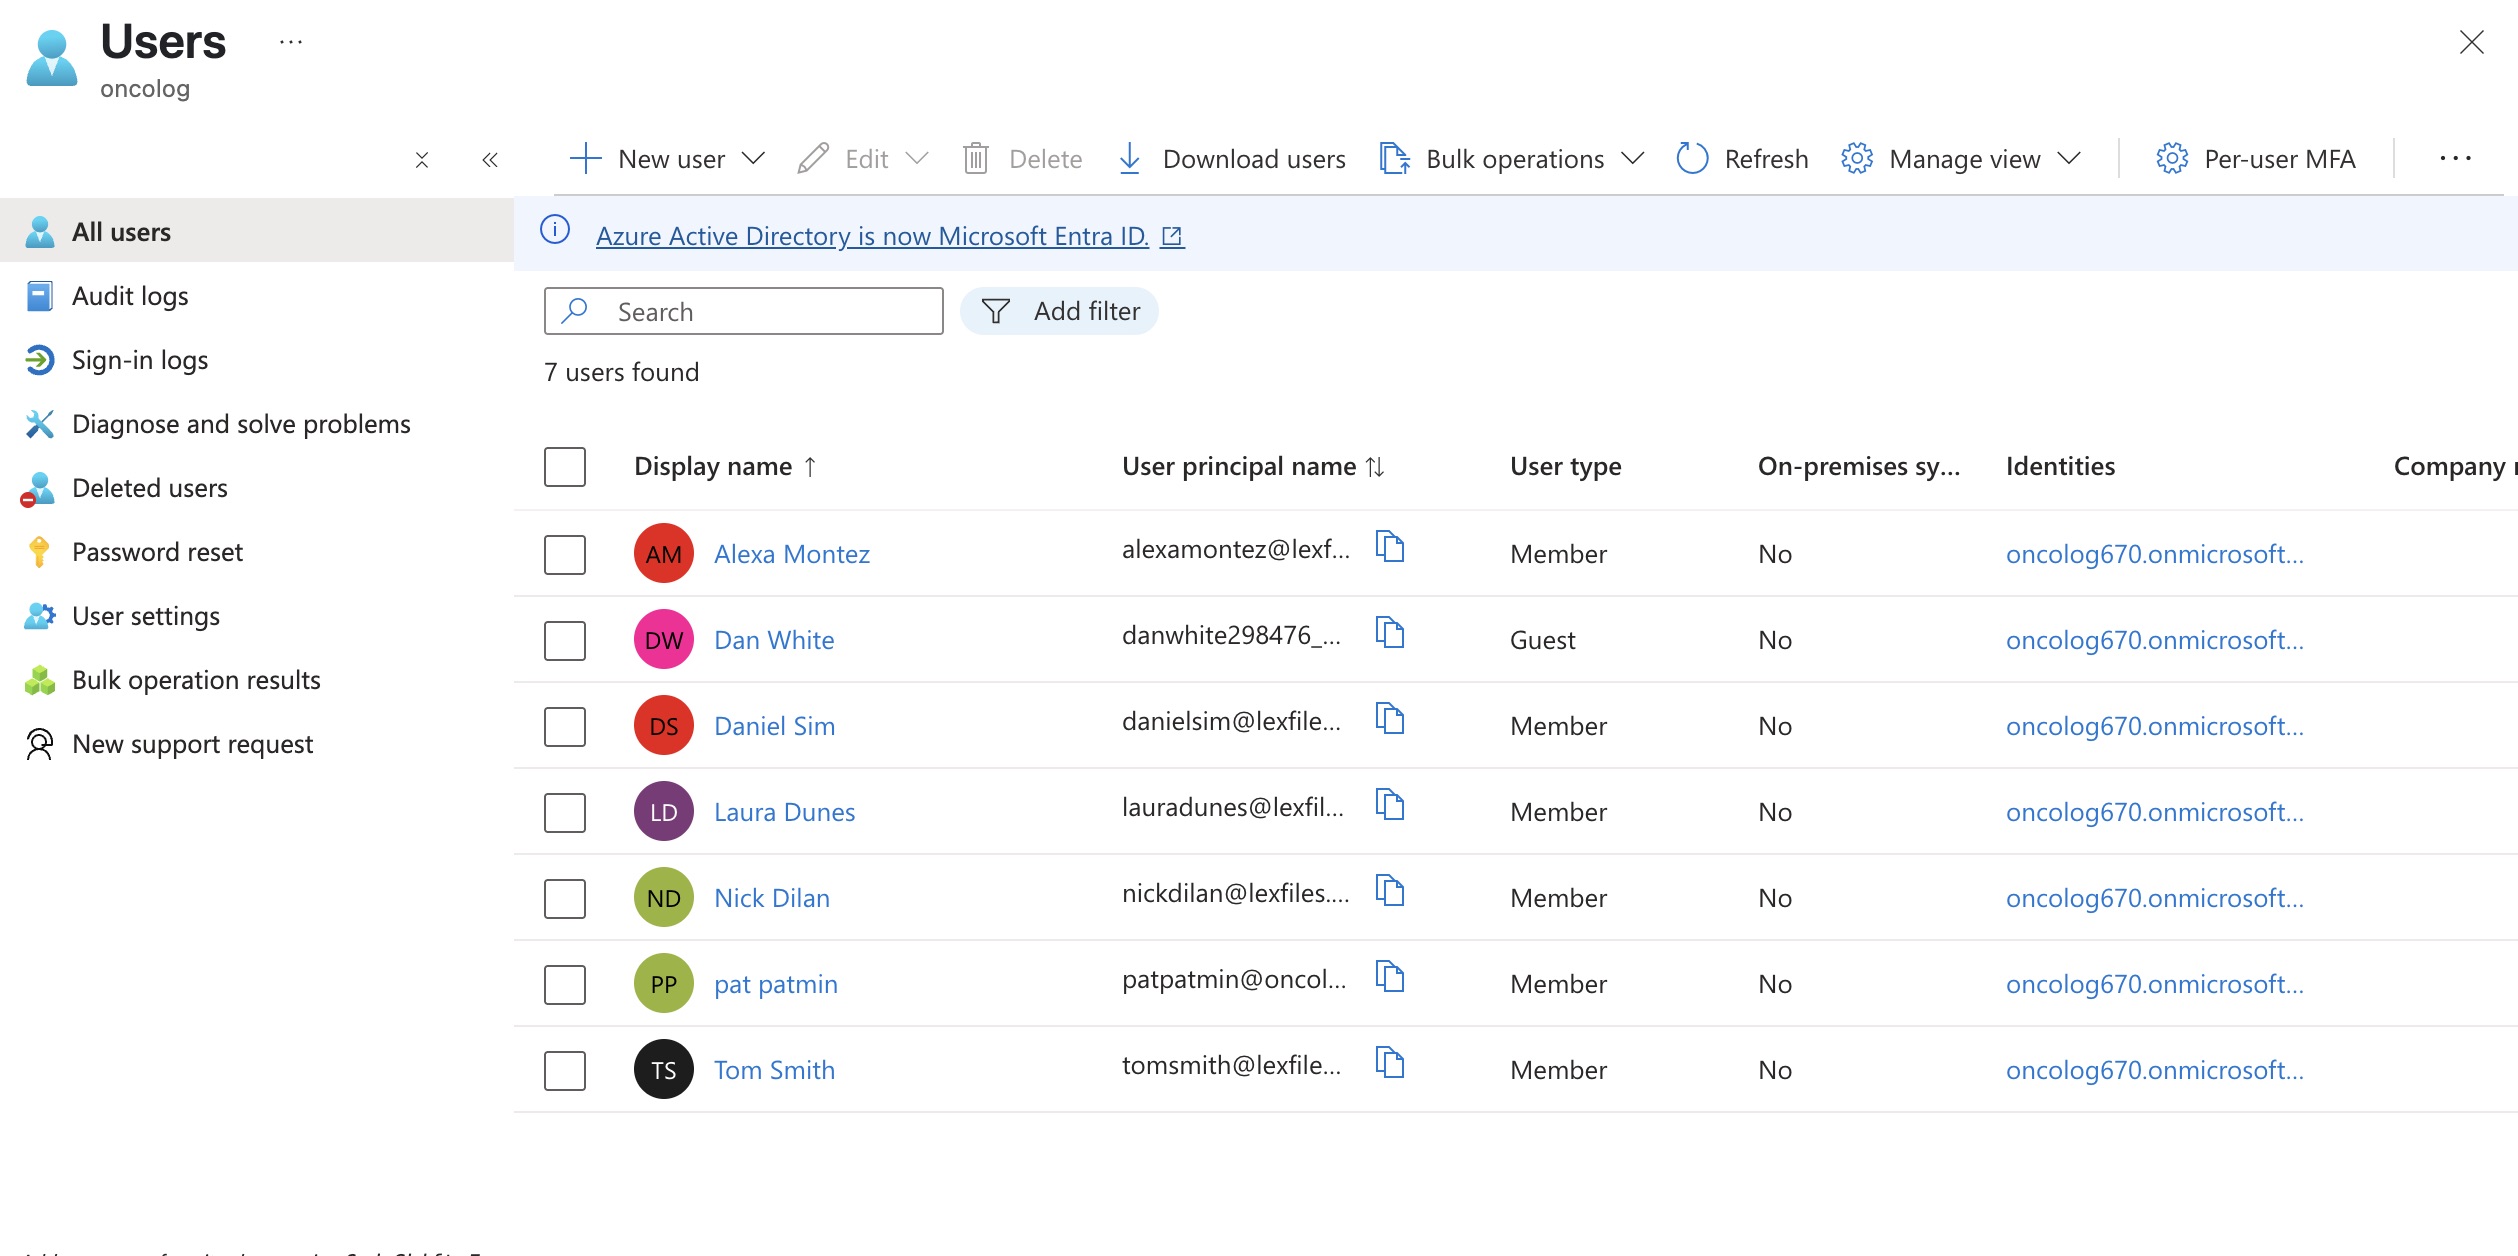 Users ...
oncolog
New user Edit Delete Download users Bulk operations Refresh Manage view Per-user MFA ...
All users
Audit logs
Sign-in logs
Diagnose and solve problems
Deleted users
Password reset
User settings
Bulk operation results
New support request
Azure Active Directory is now Microsoft Entra ID.
Search Add filter
7 users found
Display name ↑ User principal name ↑↓ User type On-premises sy... Identities Company
AM Alexa Montez alexamontez@lexf... Member No oncolog670.onmicrosoft...
DW Dan White danwhite298476_... Guest No oncolog670.onmicrosoft...
DS Daniel Sim danielsim@lexfile... Member No oncolog670.onmicrosoft...
LD Laura Dunes lauradunes@lexfil... Member No oncolog670.onmicrosoft...
ND Nick Dilan nickdilan@lexfiles.... Member No oncolog670.onmicrosoft...
PP pat patmin patpatmin@oncol... Member No oncolog670.onmicrosoft...
TS Tom Smith tomsmith@lexfile... Member No oncolog670.onmicrosoft...